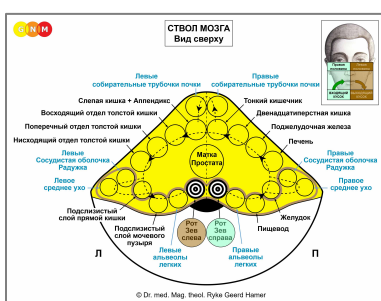 GNM
СТВОЛ МОЗГА
Вид сверху
Правая половина
ВХОДЯЩИЙ КУСОК
Левые
собирательные трубочки почки
Правые
собирательные трубочки почки
Слепая кишка + Аппендикс
Тонкий кишечник
Восходящий отдел толстой кишки
Двенадцатиперстная кишка
Поперечный отдел толстой кишки
Поджелудочная железа
Нисходящий отдел толстой кишки
Печень
Левые
Сосудистая оболочка
Радужка
Матка
Простата
Правые
Сосудистая оболочка
Радужка
Левое
среднее ухо
Правое
среднее ухо
Подслизистый
слой прямой кишки
Желудок
Подслизистый
слой мочевого
пузыря
Рот
Зев
слева
Рот
Зев
справа
Пищевод
Левые
альвеолы
легких
Правые
альвеолы
легких
Л
П
© Dr. med. Mag. theol. Ryke Geerd Hamer